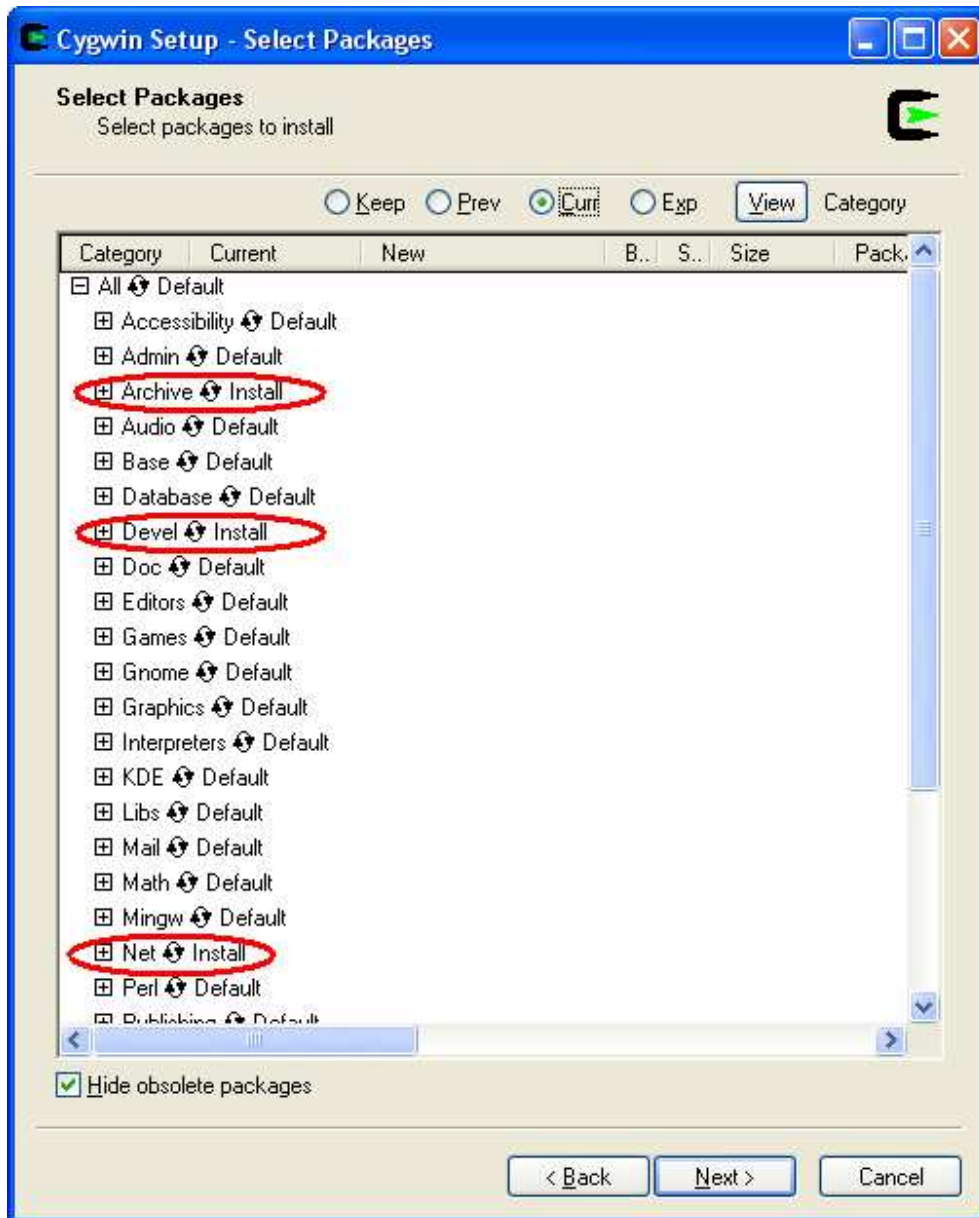 Cygwin Setup - Select Packages
Select Packages
Select packages to install
Keep Prev Curr Exp View Category
Category Current New B... S... Size Pack
All Default
Accessibility Default
Admin Default
Archive Install
Audio Default
Base Default
Database Default
Devel Install
Doc Default
Editors Default
Games Default
Gnome Default
Graphics Default
Interpreters Default
KDE Default
Libs Default
Mail Default
Math Default
Mingw Default
Net Install
Perl Default
Publishing Default
Hide obsolete packages
< Back Next > Cancel